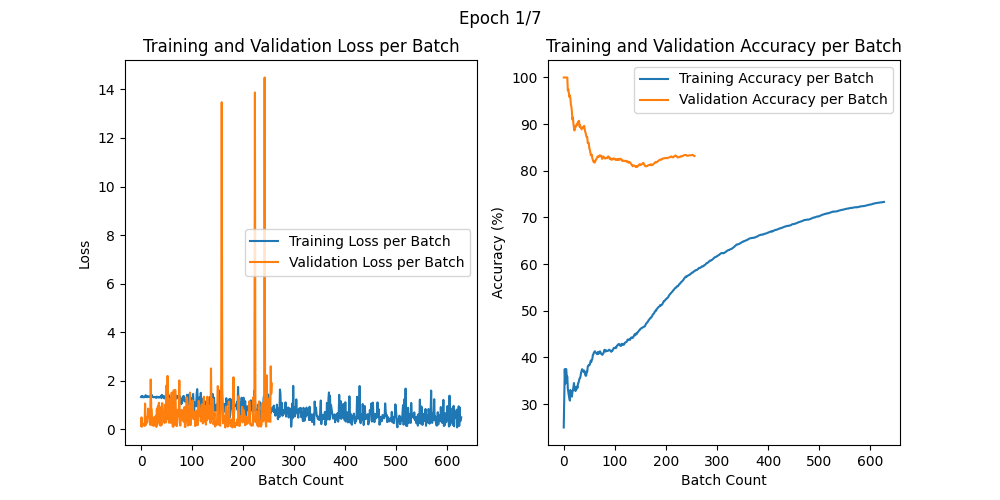 Epoch 1/7
Training and Validation Loss per Batch
14
12
10
8
6
4
2
0
Loss
Training Loss per Batch
Validation Loss per Batch
0 100 200 300 400 500 600
Batch Count
Training and Validation Accuracy per Batch
100
90
80
70
60
50
40
30
Accuracy (%)
Training Accuracy per Batch
Validation Accuracy per Batch
0 100 200 300 400 500 600
Batch Count